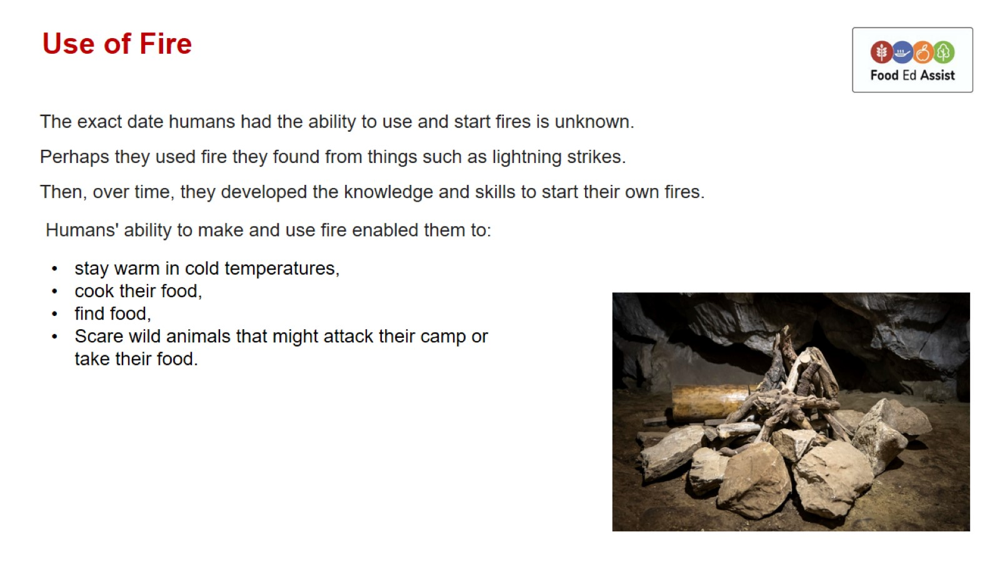 Use of Fire
Food Ed Assist
The exact date humans had the ability to use and start fires is unknown.
Perhaps they used fire they found from things such as lightning strikes.
Then, over time, they developed the knowledge and skills to start their own fires.
Humans' ability to make and use fire enabled them to:
• stay warm in cold temperatures,
• cook their food,
• find food,
• Scare wild animals that might attack their camp or
take their food.